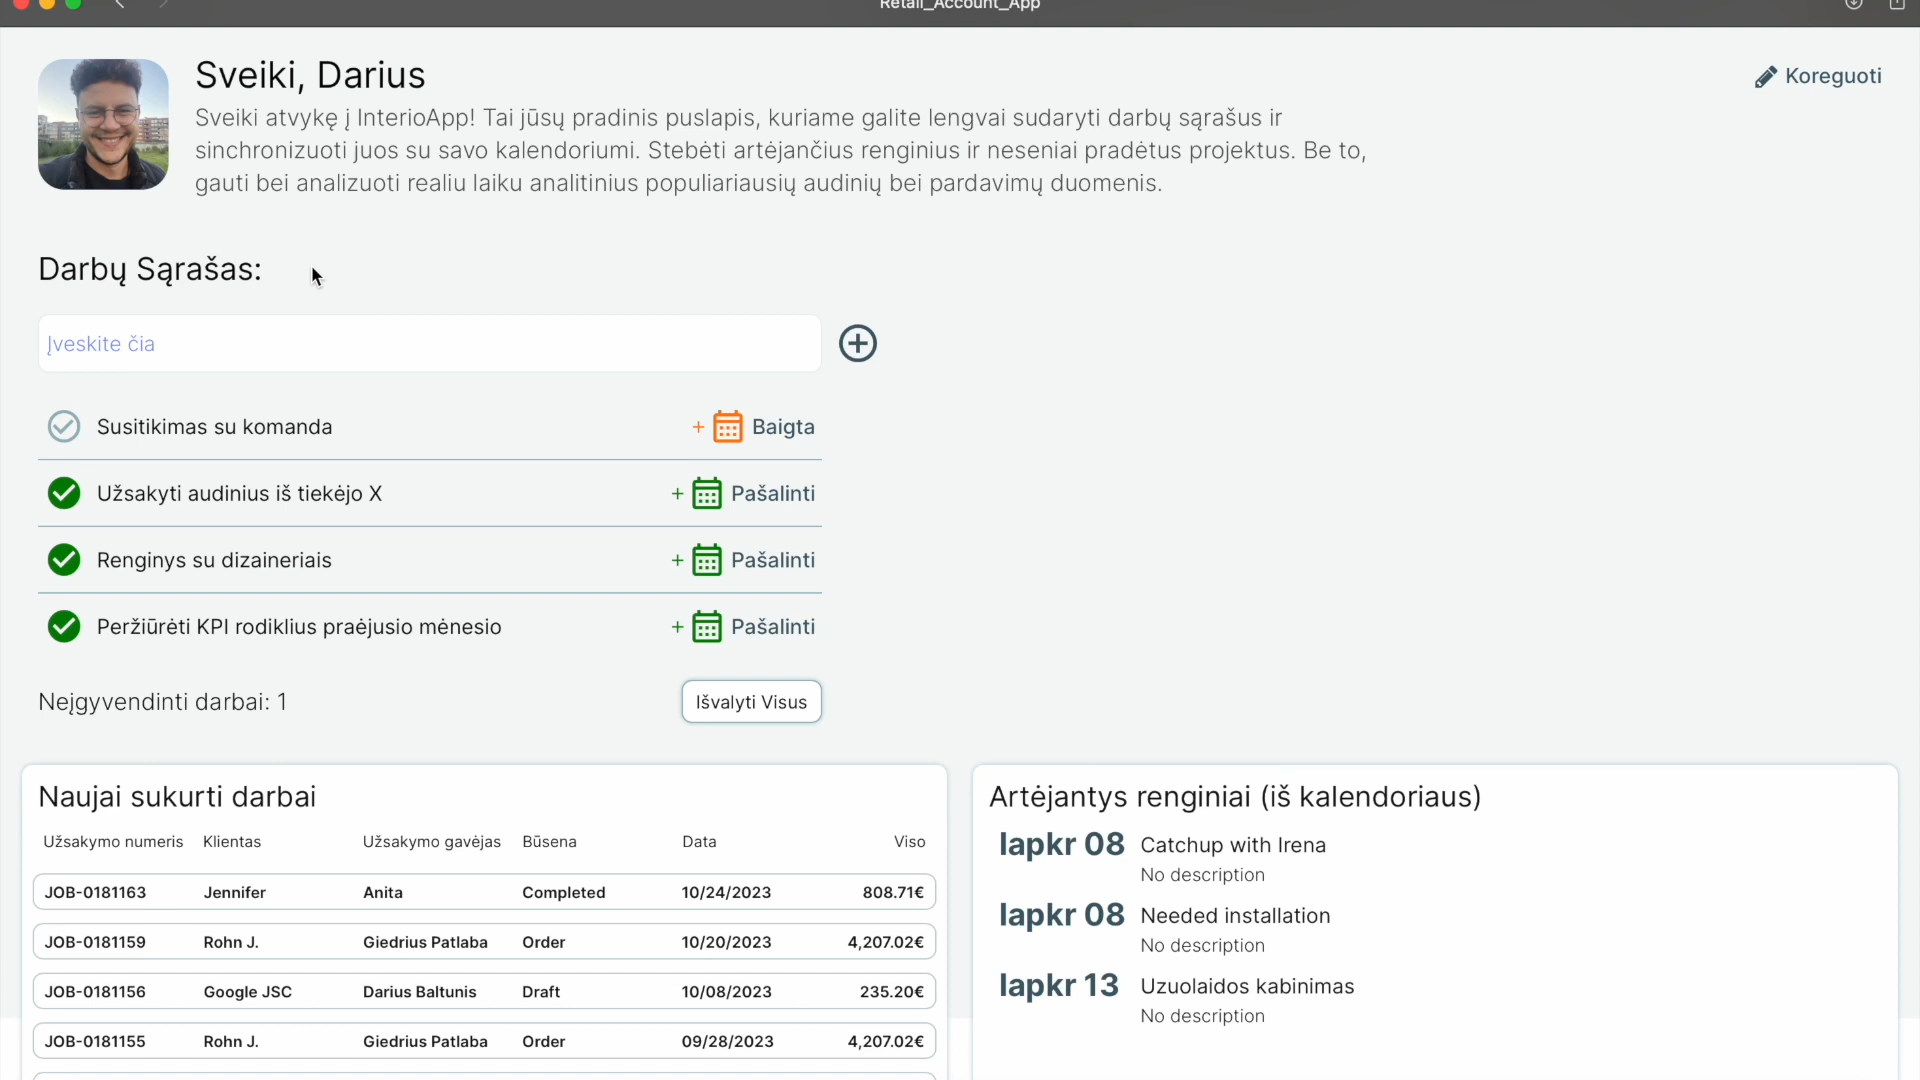 Retail_Account_App
Sveiki, Darius
Koreguoti
Sveiki atvykę į InterioApp! Tai jūsų pradinis puslapis, kuriame galite lengvai sudaryti darbų sąrašus ir
sinchronizuoti juos su savo kalendoriumi. Stebėti artėjančius renginius ir neseniai pradėtus projektus. Be to,
gauti bei analizuoti realiu laiku analitinius populiariausių audinių bei pardavimų duomenis.
Darbų Sąrašas:
Įveskite čia
Susitikimas su komanda + Baigta
Užsakyti audinius iš tiekėjo X + Pašalinti
Renginys su dizaineriais + Pašalinti
Peržiūrėti KPI rodiklius praėjusio mėnesio + Pašalinti
Neįgyvendinti darbai: 1 Išvalyti Visus
Naujai sukurti darbai
Užsakymo numeris Klientas Užsakymo gavėjas Būsena Data Viso
JOB-0181163 Jennifer Anita Completed 10/24/2023 808.71€
JOB-0181159 Rohn J. Giedrius Patlaba Order 10/20/2023 4,207.02€
JOB-0181156 Google JSC Darius Baltunis Draft 10/08/2023 235.20€
JOB-0181155 Rohn J. Giedrius Patlaba Order 09/28/2023 4,207.02€
Artėjantys renginiai (iš kalendoriaus)
lapkr 08 Catchup with Irena
No description
lapkr 08 Needed installation
No description
lapkr 13 Uzuolaidos kabinimas
No description